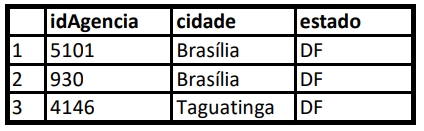 idAgencia cidade estado
1 5101 Brasília DF
2 930 Brasília DF
3 4146 Taguatinga DF